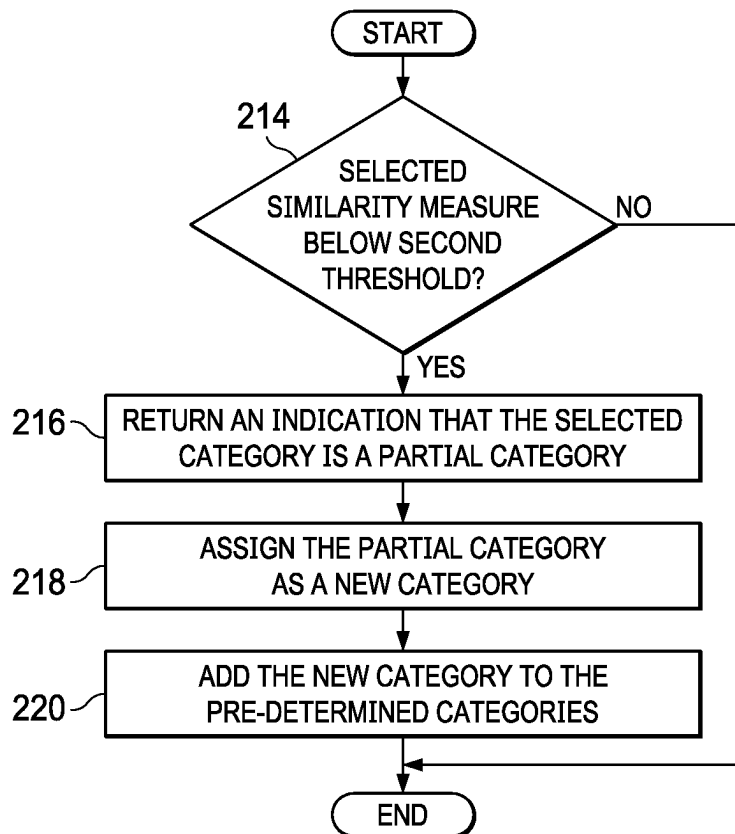 START
214
SELECTED
SIMILARITY MEASURE
BELOW SECOND
THRESHOLD?
NO
YES
216
RETURN AN INDICATION THAT THE SELECTED
CATEGORY IS A PARTIAL CATEGORY
218
ASSIGN THE PARTIAL CATEGORY
AS A NEW CATEGORY
220
ADD THE NEW CATEGORY TO THE
PRE-DETERMINED CATEGORIES
END